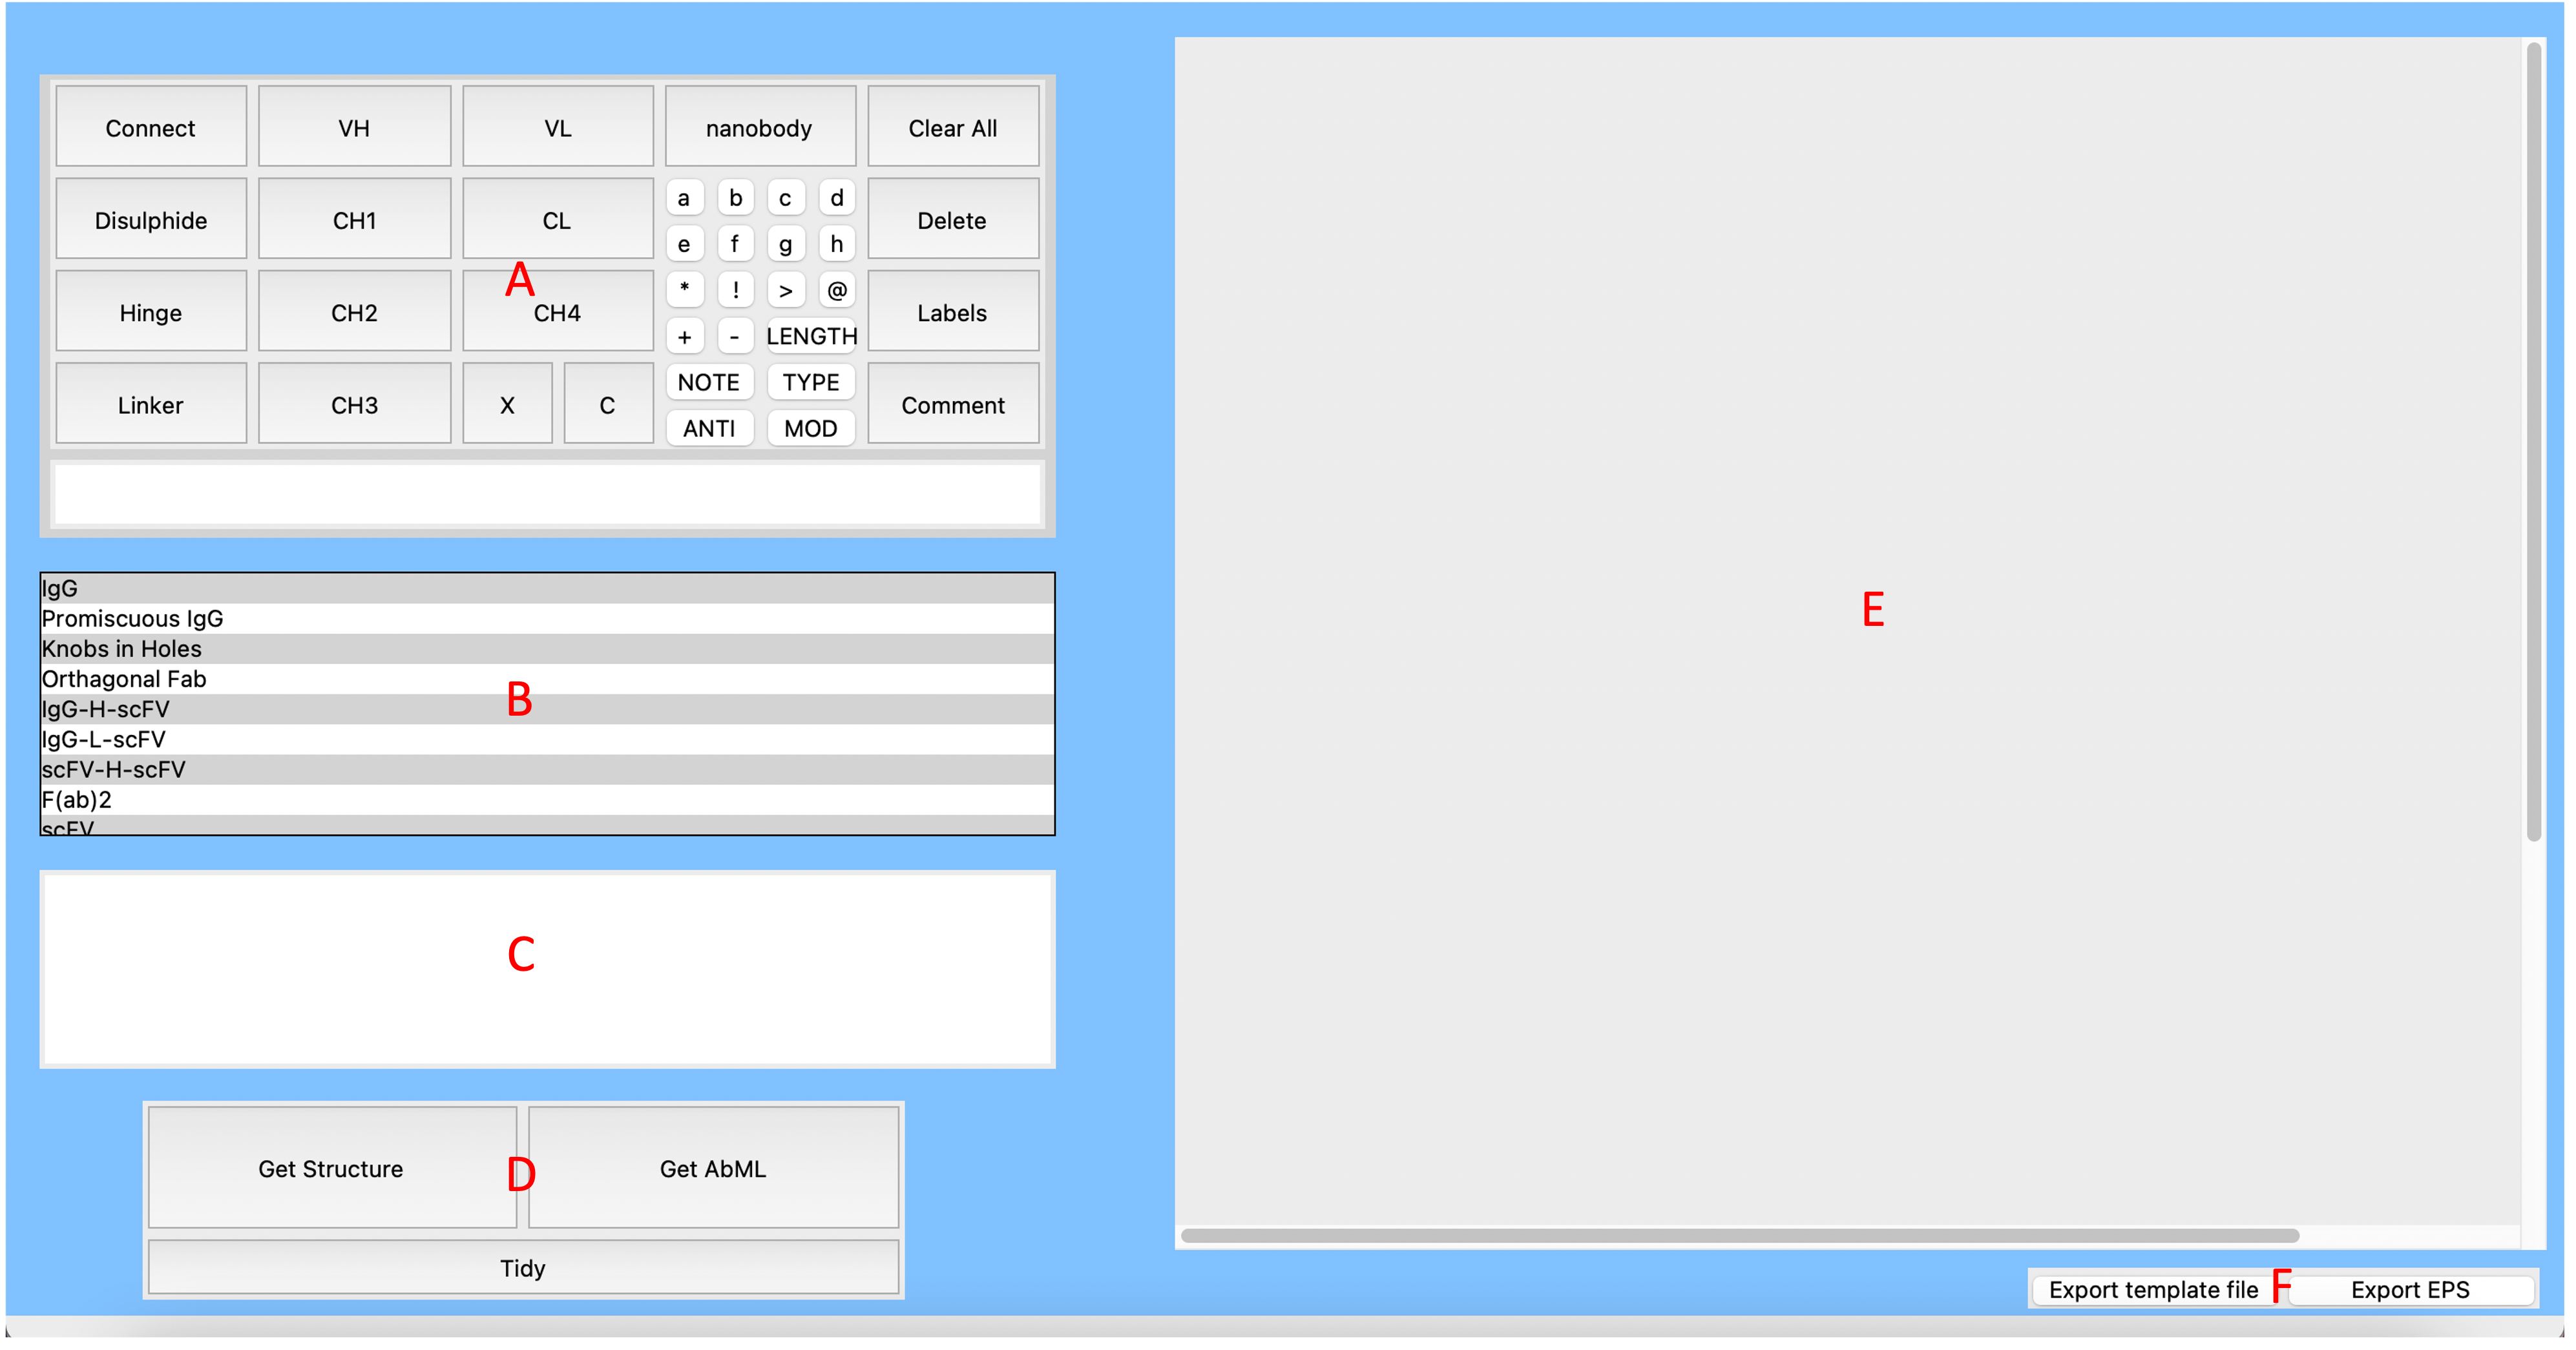 Connect VH VL nanobody Clear All
a b c d
Disulphide CH1 CL Delete
e f g h
A
* ! > @
Hinge CH2 CH4 Labels
+ - LENGTH
NOTE TYPE
Linker CH3 X C Comment
ANTI MOD
IgG
Promiscuous IgG
Knobs in Holes
Orthagonal Fab
B
IgG-H-scFV
IgG-L-scFV
scFV-H-scFV
F(ab)2
scFV
C
Get Structure D Get AbML
Tidy
E
Export template file F Export EPS